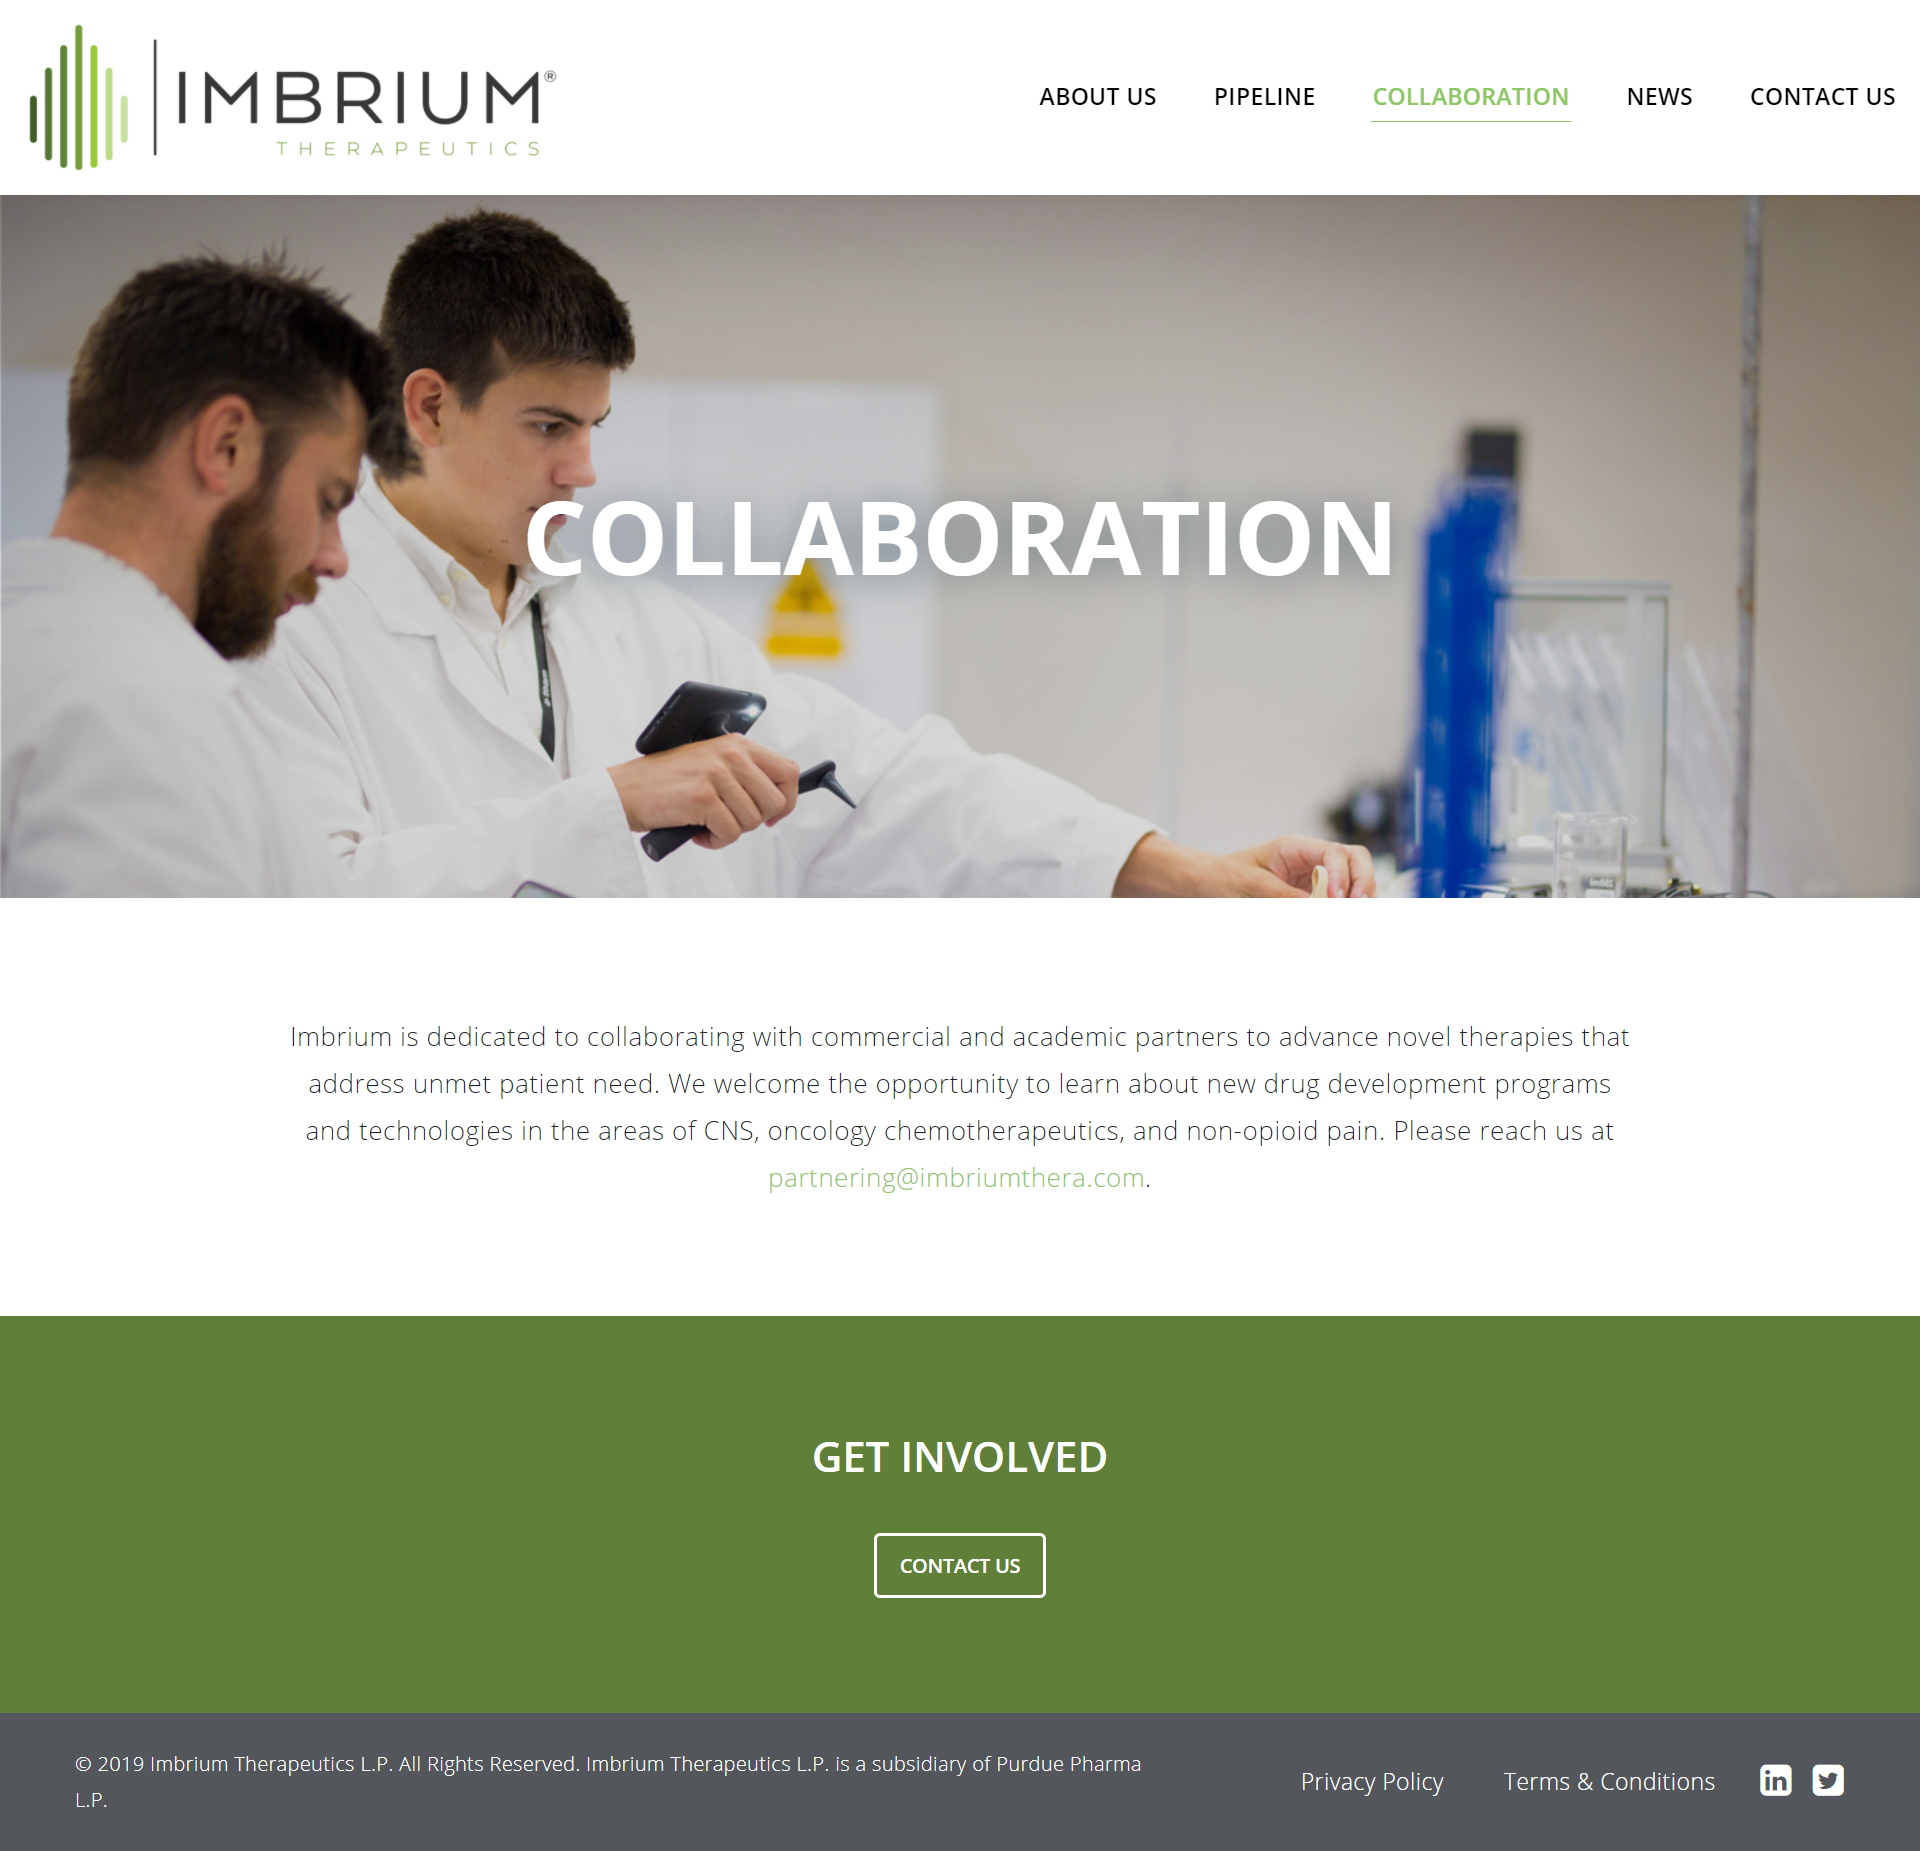 IMBRIUM®
THERAPEUTICS
ABOUT US
PIPELINE
COLLABORATION
NEWS
CONTACT US
COLLABORATION
Imbrium is dedicated to collaborating with commercial and academic partners to advance novel therapies that
address unmet patient need. We welcome the opportunity to learn about new drug development programs
and technologies in the areas of CNS, oncology chemotherapeutics, and non-opioid pain. Please reach us at
partnering@imbriumthera.com.
GET INVOLVED
CONTACT US
© 2019 Imbrium Therapeutics L.P. All Rights Reserved. Imbrium Therapeutics L.P. is a subsidiary of Purdue Pharma
L.P.
Privacy Policy
Terms & Conditions
in